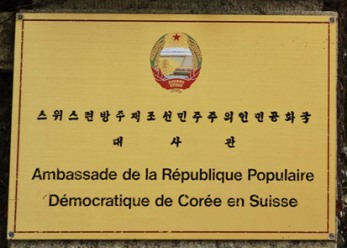 스위스련방주재조선민주주의인민공화국
대 사 관
Ambassade de la République Populaire
Démocratique de Corée en Suisse